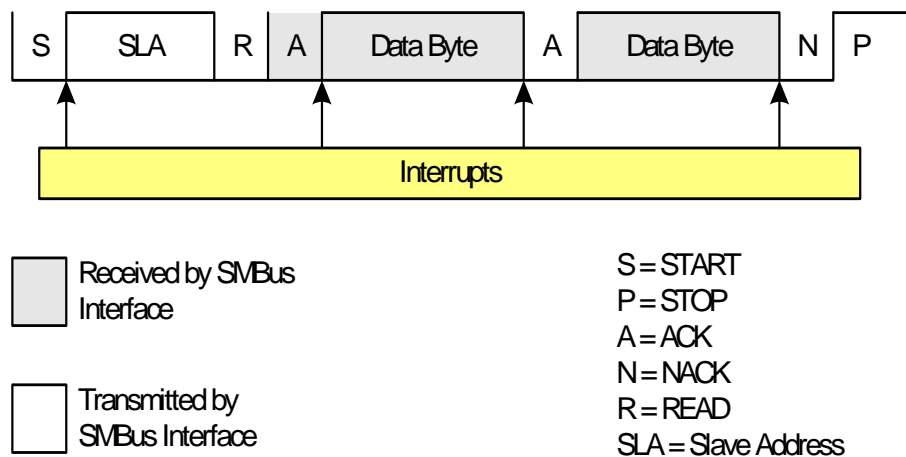 S SLA R A Data Byte A Data Byte N P
Interrupts
Received by SMBus
Interface
Transmitted by
SMBus Interface
S = START
P = STOP
A = ACK
N = NACK
R = READ
SLA = Slave Address